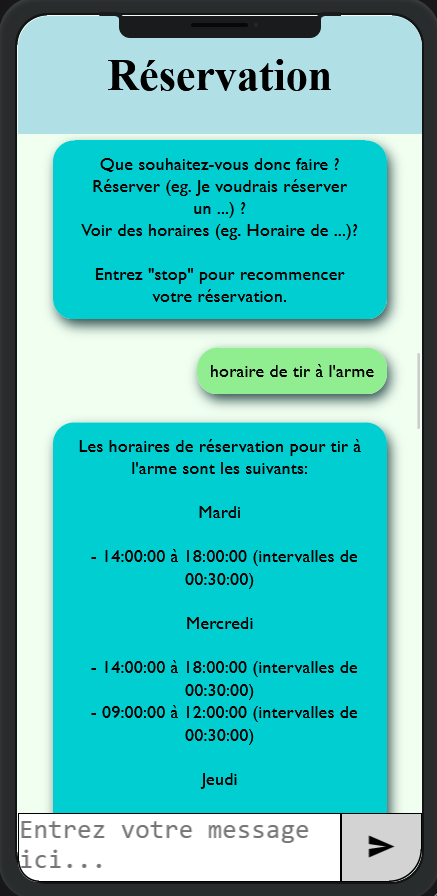 Réservation
Que souhaitez-vous donc faire ?
Réserver (eg. Je voudrais réserver
un ...) ?
Voir des horaires (eg. Horaire de ...)?
Entrez "stop" pour recommencer
votre réservation.
horaire de tir à l'arme
Les horaires de réservation pour tir à
l'arme sont les suivants:
Mardi
- 14:00:00 à 18:00:00 (intervalles de
00:30:00)
Mercredi
- 14:00:00 à 18:00:00 (intervalles de
00:30:00)
- 09:00:00 à 12:00:00 (intervalles de
00:30:00)
Jeudi
Entrez votre message
ici...